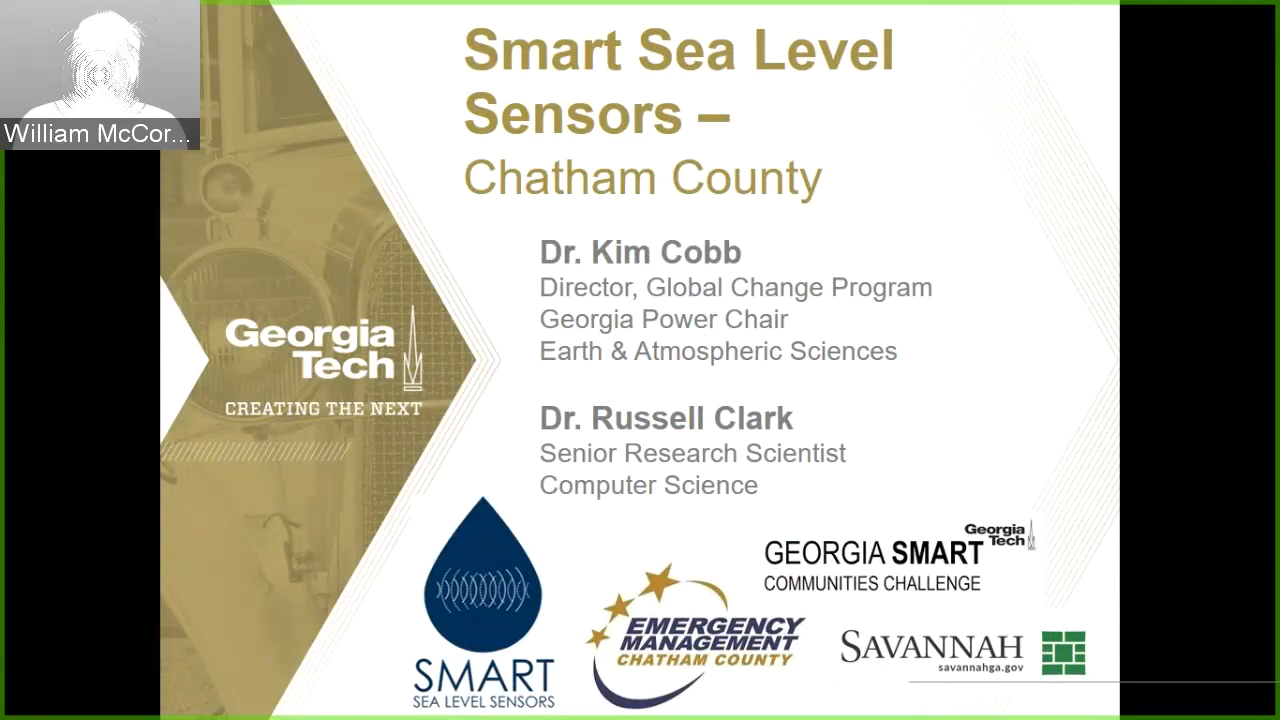 William McCor...
Smart Sea Level
Sensors –
Chatham County
Dr. Kim Cobb
Director, Global Change Program
Georgia Power Chair
Earth & Atmospheric Sciences
Dr. Russell Clark
Senior Research Scientist
Computer Science
Georgia
Tech
CREATING THE NEXT
SMART
SEA LEVEL SENSORS
EMERGENCY
MANAGEMENT
CHATHAM COUNTY
Georgia
Tech
GEORGIA SMART
COMMUNITIES CHALLENGE
SAVANNAH
savannahga.gov